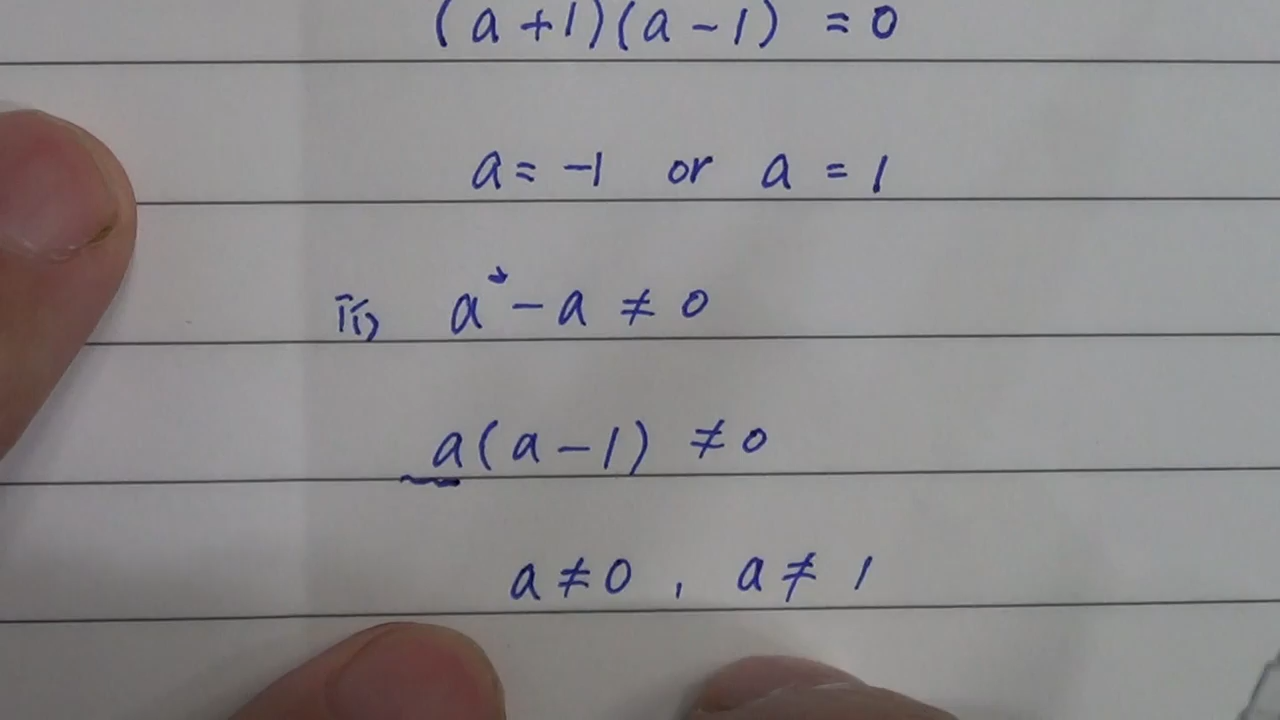 (a+1)(a-1) = 0
a = -1 or a = 1
ii) a² - a ≠ 0
a(a-1) ≠ 0
a ≠ 0 , a ≠ 1